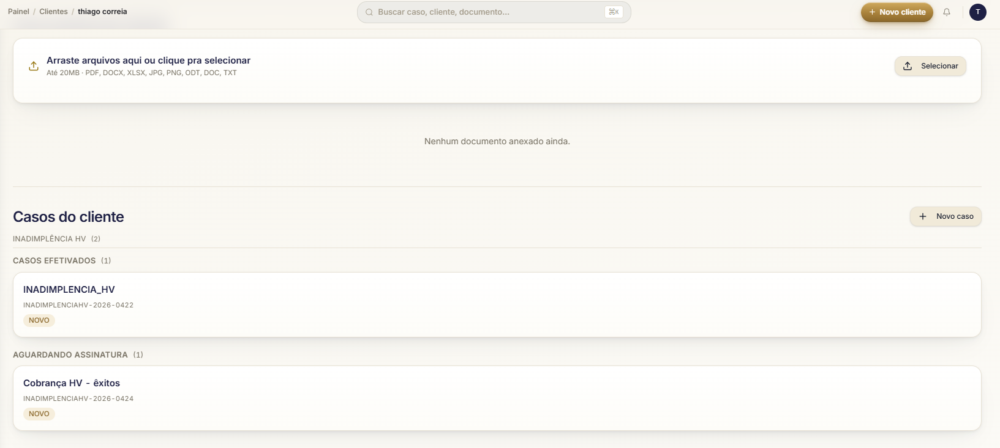 Painel / Clientes / thiago correia
Buscar caso, cliente, documento... ⌘K
+ Novo cliente
T
Arraste arquivos aqui ou clique pra selecionar
Até 20MB · PDF, DOCX, XLSX, JPG, PNG, ODT, DOC, TXT
Selecionar
Nenhum documento anexado ainda.
Casos do cliente
+ Novo caso
INADIMPLÊNCIA HV (2)
CASOS EFETIVADOS (1)
INADIMPLENCIA_HV
INADIMPLENCIAHV-2026-0422
NOVO
AGUARDANDO ASSINATURA (1)
Cobrança HV - êxitos
INADIMPLENCIAHV-2026-0424
NOVO